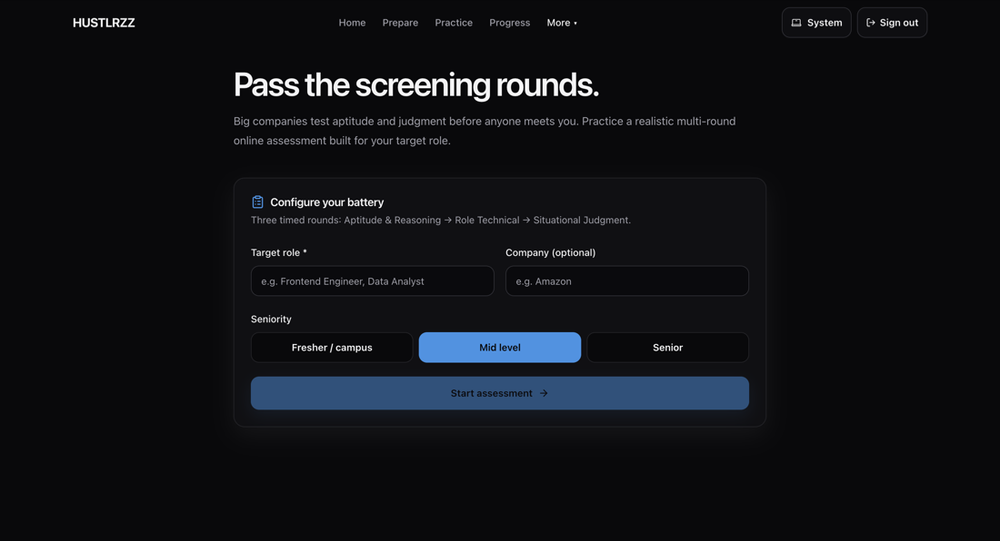 HUSTLRZZ
Home Prepare Practice Progress More ▾
System Sign out
Pass the screening rounds.
Big companies test aptitude and judgment before anyone meets you. Practice a realistic multi-round
online assessment built for your target role.
Configure your battery
Three timed rounds: Aptitude & Reasoning → Role Technical → Situational Judgment.
Target role * Company (optional)
e.g. Frontend Engineer, Data Analyst e.g. Amazon
Seniority
Fresher / campus Mid level Senior
Start assessment →